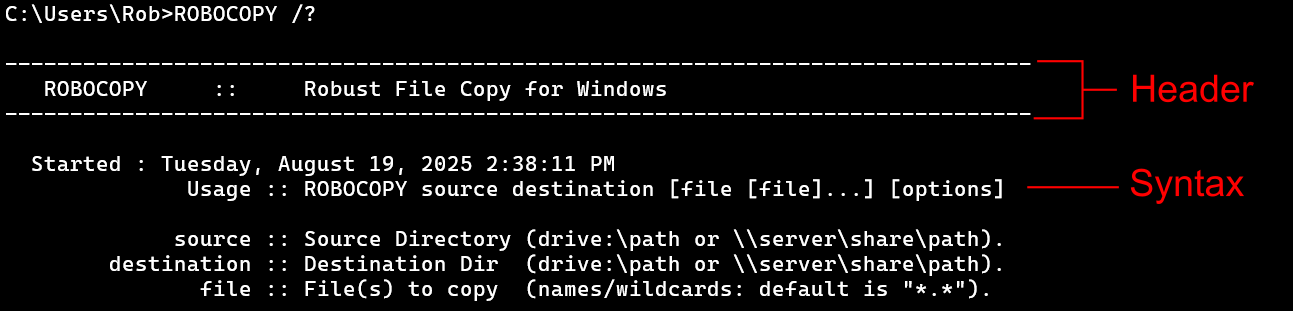 C:\Users\Rob>ROBOCOPY /?
-------------------------------------------------------------------------------
ROBOCOPY     ::     Robust File Copy for Windows
-------------------------------------------------------------------------------
Header
Started : Tuesday, August 19, 2025 2:38:11 PM
Usage :: ROBOCOPY source destination [file [file]...] [options]
Syntax
source :: Source Directory (drive:\path or \\server\share\path).
destination :: Destination Dir  (drive:\path or \\server\share\path).
file :: File(s) to copy  (names/wildcards: default is "*.*").